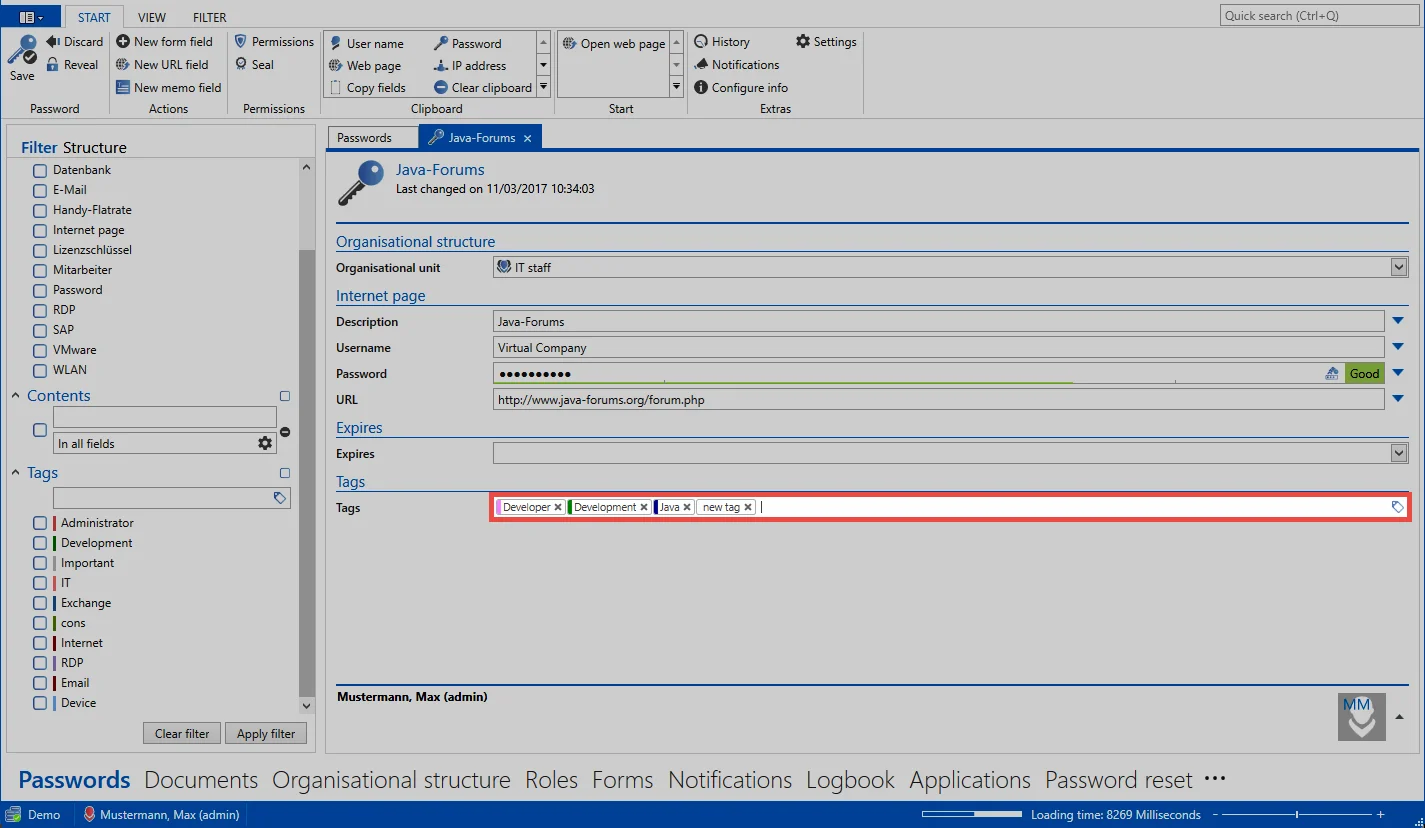 START VIEW FILTER
Quick search (Ctrl+Q)
Save
Discard
Reveal
Password
New form field
New URL field
New memo field
Actions
Permissions
Seal
Permissions
User name Password
Web page IP address
Copy fields Clear clipboard
Clipboard
Open web page
Start
History Settings
Notifications
Configure info
Extras
Filter Structure
Datenbank
E-Mail
Handy-Flatrate
Internet page
Lizenzschlüssel
Mitarbeiter
Password
RDP
SAP
VMware
WLAN
Contents
In all fields
Tags
Administrator
Development
Important
IT
Exchange
cons
Internet
RDP
Email
Device
Clear filter Apply filter
Passwords Java-Forums
Java-Forums
Last changed on 11/03/2017 10:34:03
Organisational structure
Organisational unit IT staff
Internet page
Description Java-Forums
Username Virtual Company
Password ●●●●●●●●●● Good
URL http://www.java-forums.org/forum.php
Expires
Expires
Tags
Tags Developer Development Java new tag
Mustermann, Max (admin)
MM
Passwords Documents Organisational structure Roles Forms Notifications Logbook Applications Password reset ···
Demo Mustermann, Max (admin) Loading time: 8269 Milliseconds − +